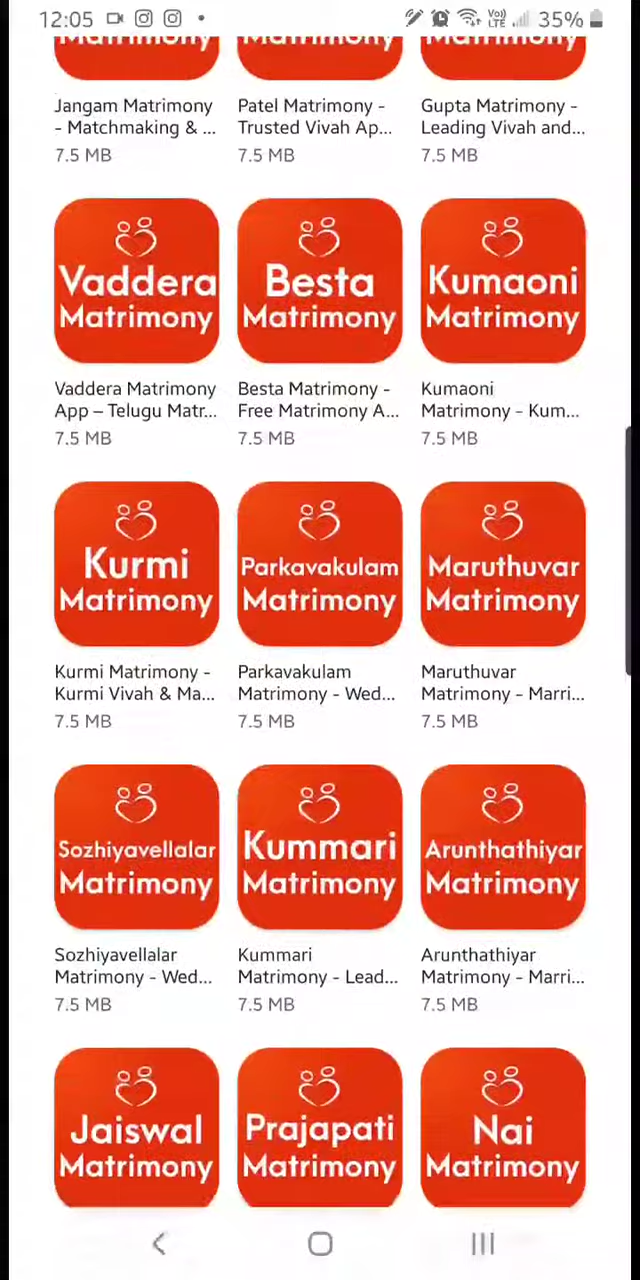 12:05
Vo)) LTE 35%
Matrimony Matrimony Matrimony
Jangam Matrimony - Matchmaking & ...
7.5 MB
Patel Matrimony - Trusted Vivah Ap...
7.5 MB
Gupta Matrimony - Leading Vivah and...
7.5 MB
Vaddera
Matrimony
Vaddera Matrimony
App – Telugu Matr...
7.5 MB
Besta
Matrimony
Besta Matrimony -
Free Matrimony A...
7.5 MB
Kumaoni
Matrimony
Kumaoni
Matrimony - Kum...
7.5 MB
Kurmi
Matrimony
Kurmi Matrimony -
Kurmi Vivah & Ma...
7.5 MB
Parkavakulam
Matrimony
Parkavakulam
Matrimony - Wed...
7.5 MB
Maruthuvar
Matrimony
Maruthuvar
Matrimony - Marri...
7.5 MB
Sozhiyavellalar
Matrimony
Sozhiyavellalar
Matrimony - Wed...
7.5 MB
Kummari
Matrimony
Kummari
Matrimony - Lead...
7.5 MB
Arunthathiyar
Matrimony
Arunthathiyar
Matrimony - Marri...
7.5 MB
Jaiswal
Matrimony
Prajapati
Matrimony
Nai
Matrimony